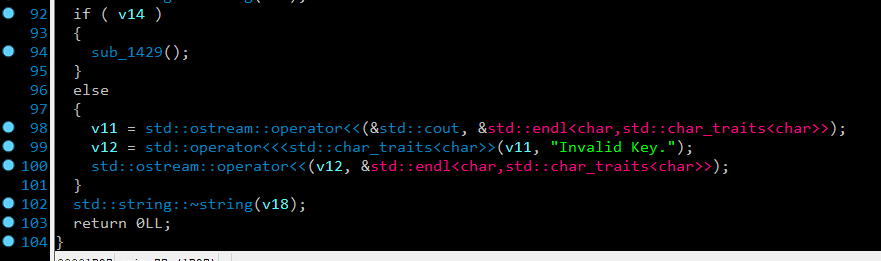 92 if ( v14 )
93 {
94 sub_1429();
95 }
96 else
97 {
98 v11 = std::ostream::operator<<(&std::cout, &std::endl<char,std::char_traits<char>>);
99 v12 = std::operator<<<std::char_traits<char>>(v11, "Invalid Key.");
100 std::ostream::operator<<(v12, &std::endl<char,std::char_traits<char>>);
101 }
102 std::string::~string(v18);
103 return 0LL;
104 }